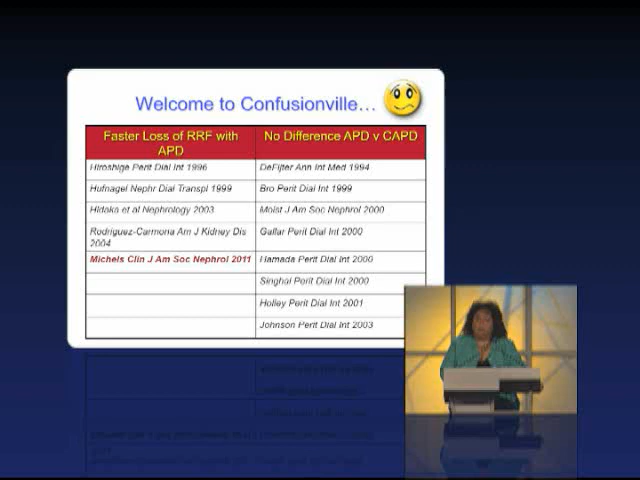 Welcome to Confusionville...
Faster Loss of RRF with
APD
No Difference APD v CAPD
Hiroshige Perit Dial Int 1996
DeFijter Ann Int Med 1994
Hufnagel Nephr Dial Transpl 1999
Bro Perit Dial Int 1999
Hidaka et al Nephrology 2003
Moist J Am Soc Nephrol 2000
Rodriguez-Carmona Am J Kidney Dis
2004
Gallar Perit Dial Int 2000
Michels Clin J Am Soc Nephrol 2011
Hamada Perit Dial Int 2000
Singhal Perit Dial Int 2000
Holley Perit Dial Int 2001
Johnson Perit Dial Int 2003